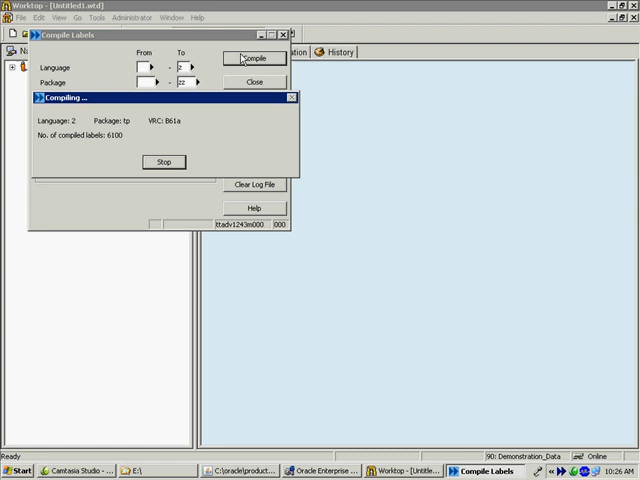 Worktop - [Untitled1.wtd]
File Edit View Go Tools Administrator Window Help
Compile Labels
From To
Language - z
Package - zz
Compile
Close
Na
ation History
Compiling ...
Language: 2 Package: tp VRC: B61a
No. of compiled labels: 6100
Stop
Clear Log File
Help
ttadv1243m000 000
Ready 90: Demonstration_Data Online
Start Camtasia Studio - ... E:\ C:\oracle\product... Oracle Enterprise ... Worktop - [Untitle... Compile Labels 10:26 AM